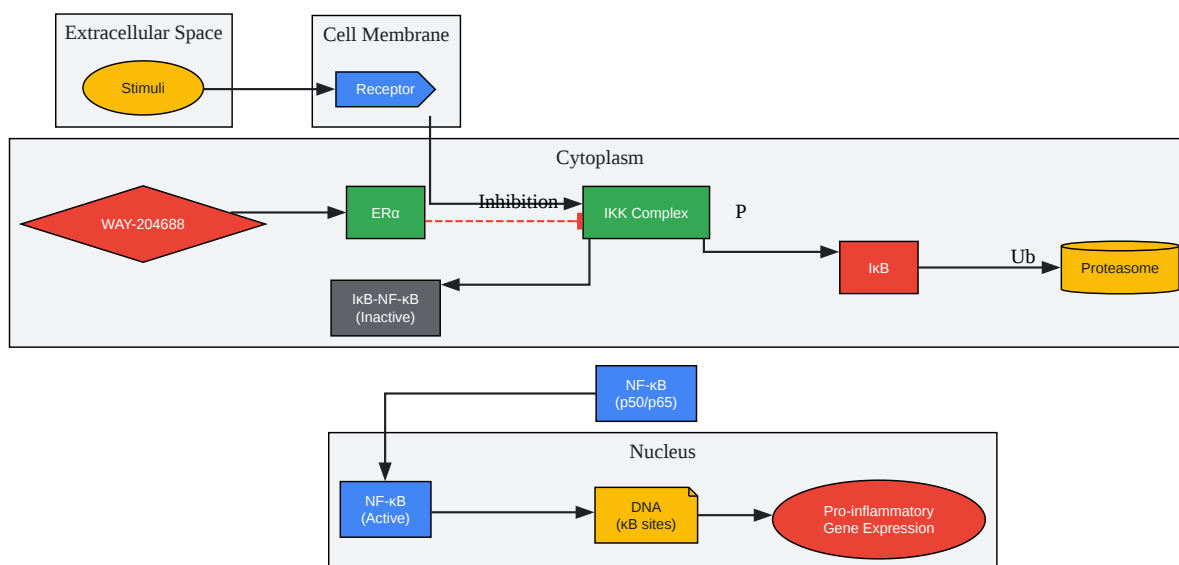 Extracellular Space
Cell Membrane
Stimuli
Receptor
Cytoplasm
WAY-204688
ERα
Inhibition
IKK Complex
P
IκB
Ub
Proteasome
IκB-NF-κB
(Inactive)
NF-κB
(p50/p65)
Nucleus
NF-κB
(Active)
DNA
(κB sites)
Pro-inflammatory
Gene Expression